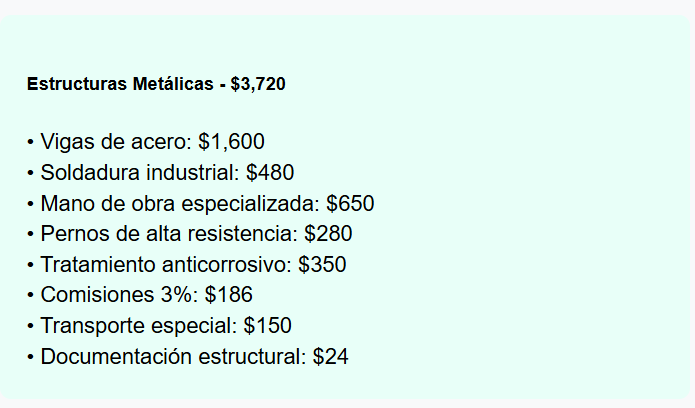 Estructuras Metálicas - $3,720
• Vigas de acero: $1,600
• Soldadura industrial: $480
• Mano de obra especializada: $650
• Pernos de alta resistencia: $280
• Tratamiento anticorrosivo: $350
• Comisiones 3%: $186
• Transporte especial: $150
• Documentación estructural: $24